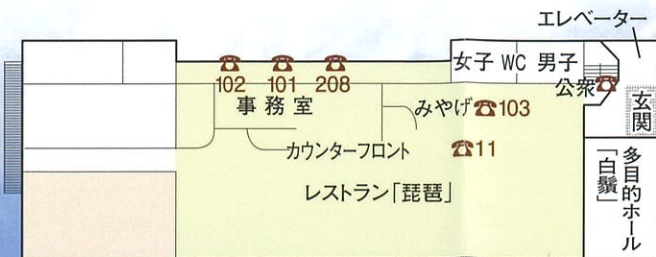 エレベーター
女子 WC 男子
公衆☎
☎102
☎101
☎208
事務室
みやげ☎103
玄関
カウンターフロント
☎11
レストラン「琵琶」
多目的ホール
「白鬚」